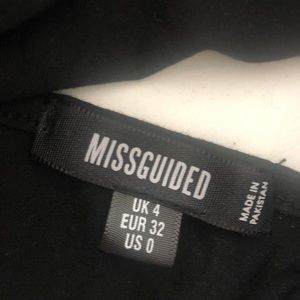 MISSGUIDED
MADE IN
PAKISTAN
UK 4
EUR 32
US 0